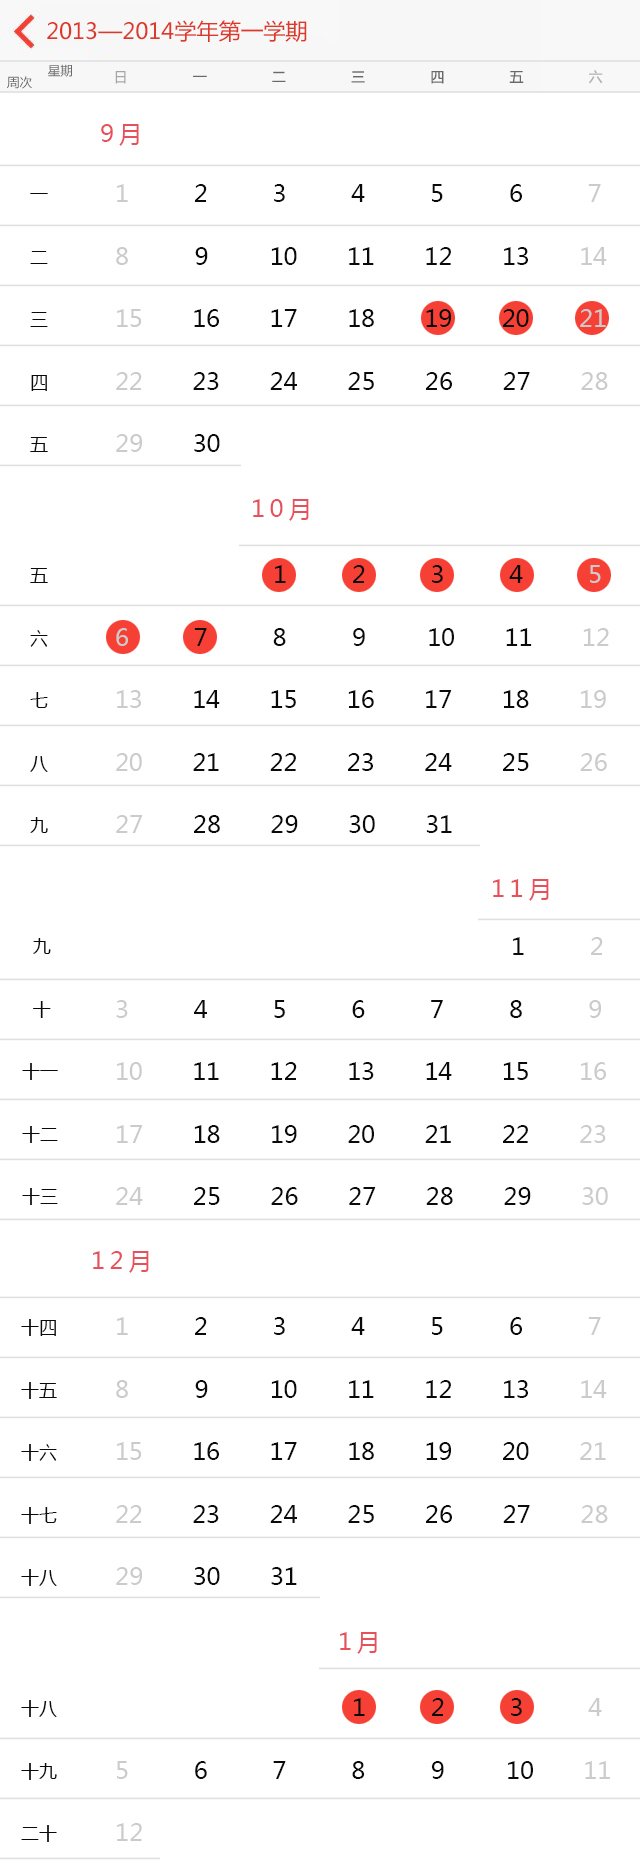 2013—2014学年第一学期
星期
周次 日 一 二 三 四 五 六
9月
一 1 2 3 4 5 6 7
二 8 9 10 11 12 13 14
三 15 16 17 18 19 20 21
四 22 23 24 25 26 27 28
五 29 30
10月
五 1 2 3 4 5
六 6 7 8 9 10 11 12
七 13 14 15 16 17 18 19
八 20 21 22 23 24 25 26
九 27 28 29 30 31
11月
九 1 2
十 3 4 5 6 7 8 9
十一 10 11 12 13 14 15 16
十二 17 18 19 20 21 22 23
十三 24 25 26 27 28 29 30
12月
十四 1 2 3 4 5 6 7
十五 8 9 10 11 12 13 14
十六 15 16 17 18 19 20 21
十七 22 23 24 25 26 27 28
十八 29 30 31
1月
十八 1 2 3 4
十九 5 6 7 8 9 10 11
二十 12